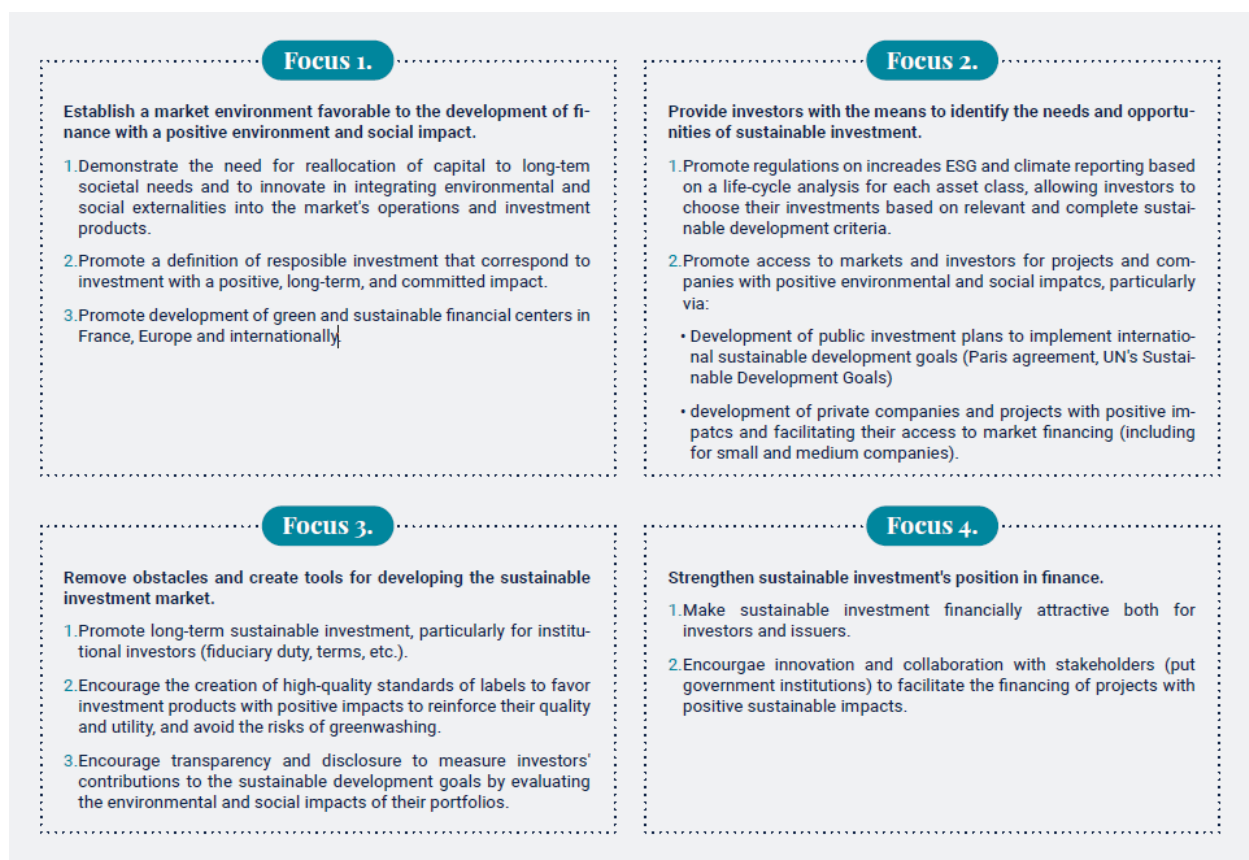 Focus 1.
Establish a market environment favorable to the development of fi-
nance with a positive environment and social impact.
1.Demonstrate the need for reallocation of capital to long-tem
societal needs and to innovate in integrating environmental and
social externalities into the market's operations and investment
products.
2.Promote a definition of resposible investment that correspond to
investment with a positive, long-term, and committed impact.
3.Promote development of green and sustainable financial centers in
France, Europe and internationally.
Focus 2.
Provide investors with the means to identify the needs and opportu-
nities of sustainable investment.
1.Promote regulations on increades ESG and climate reporting based
on a life-cycle analysis for each asset class, allowing investors to
choose their investments based on relevant and complete sustai-
nable development criteria.
2.Promote access to markets and investors for projects and com-
panies with positive environmental and social impatcs, particularly
via:
• Development of public investment plans to implement internatio-
nal sustainable development goals (Paris agreement, UN's Sustai-
nable Development Goals)
• development of private companies and projects with positive im-
patcs and facilitating their access to market financing (including
for small and medium companies).
Focus 3.
Remove obstacles and create tools for developing the sustainable
investment market.
1.Promote long-term sustainable investment, particularly for institu-
tional investors (fiduciary duty, terms, etc.).
2.Encourage the creation of high-quality standards of labels to favor
investment products with positive impacts to reinforce their quality
and utility, and avoid the risks of greenwashing.
3.Encourage transparency and disclosure to measure investors'
contributions to the sustainable development goals by evaluating
the environmental and social impacts of their portfolios.
Focus 4.
Strengthen sustainable investment's position in finance.
1.Make sustainable investment financially attractive both for
investors and issuers.
2.Encourgae innovation and collaboration with stakeholders (put
government institutions) to facilitate the financing of projects with
positive sustainable impacts.